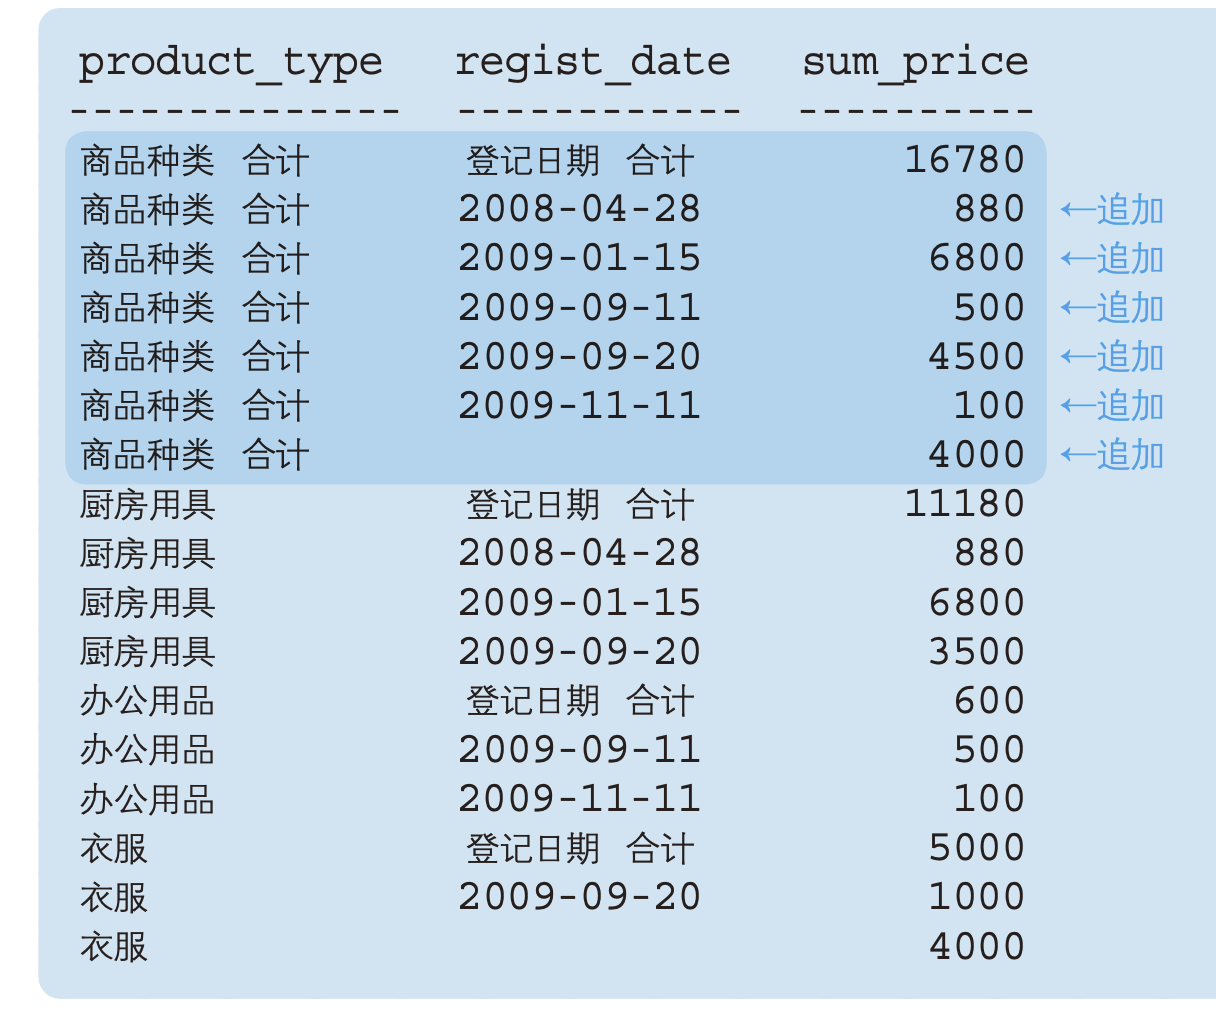 product_type regist_date sum_price
-------------- ------------ ----------
商品种类 合计 登记日期 合计 16780
商品种类 合计 2008-04-28 880 ←追加
商品种类 合计 2009-01-15 6800 ←追加
商品种类 合计 2009-09-11 500 ←追加
商品种类 合计 2009-09-20 4500 ←追加
商品种类 合计 2009-11-11 100 ←追加
商品种类 合计 4000 ←追加
厨房用具 登记日期 合计 11180
厨房用具 2008-04-28 880
厨房用具 2009-01-15 6800
厨房用具 2009-09-20 3500
办公用品 登记日期 合计 600
办公用品 2009-09-11 500
办公用品 2009-11-11 100
衣服 登记日期 合计 5000
衣服 2009-09-20 1000
衣服 4000